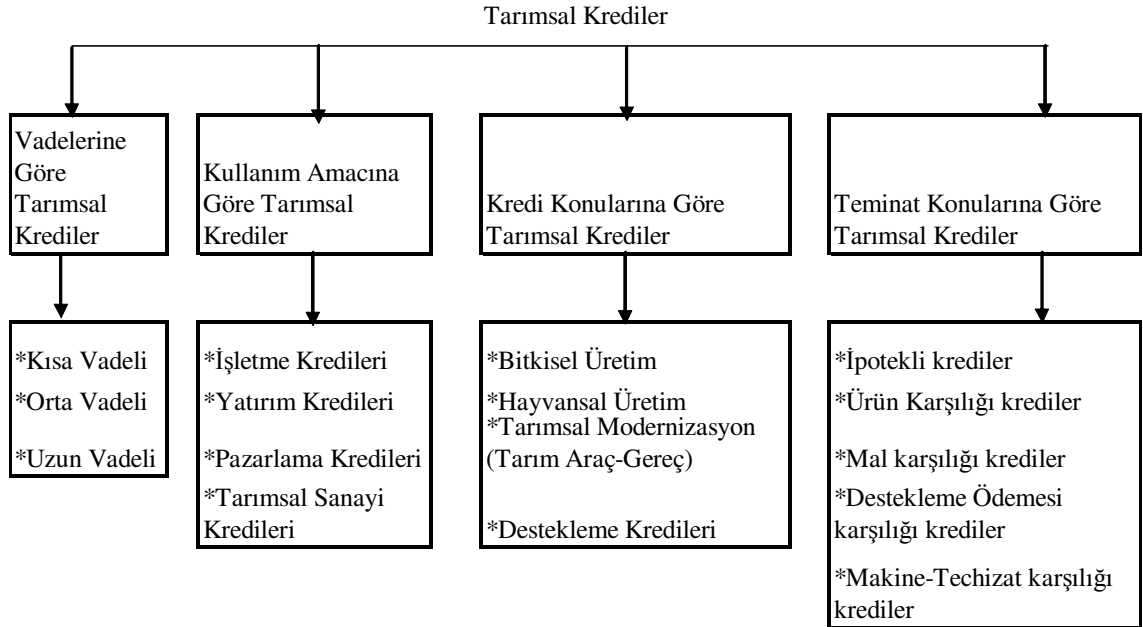 Tarımsal Krediler
Vadelerine
Göre
Tarımsal
Krediler
Kullanım Amacına
Göre Tarımsal
Krediler
Kredi Konularına Göre
Tarımsal Krediler
Teminat Konularına Göre
Tarımsal Krediler
*Kısa Vadeli
*Orta Vadeli
*Uzun Vadeli
*İşletme Kredileri
*Yatırım Kredileri
*Pazarlama Kredileri
*Tarımsal Sanayi
Kredileri
*Bitkisel Üretim
*Hayvansal Üretim
*Tarımsal Modernizasyon
(Tarım Araç-Gereç)
*Destekleme Kredileri
*İpotekli krediler
*Ürün Karşılığı krediler
*Mal karşılığı krediler
*Destekleme Ödemesi
karşılığı krediler
*Makine-Techizat karşılığı
krediler